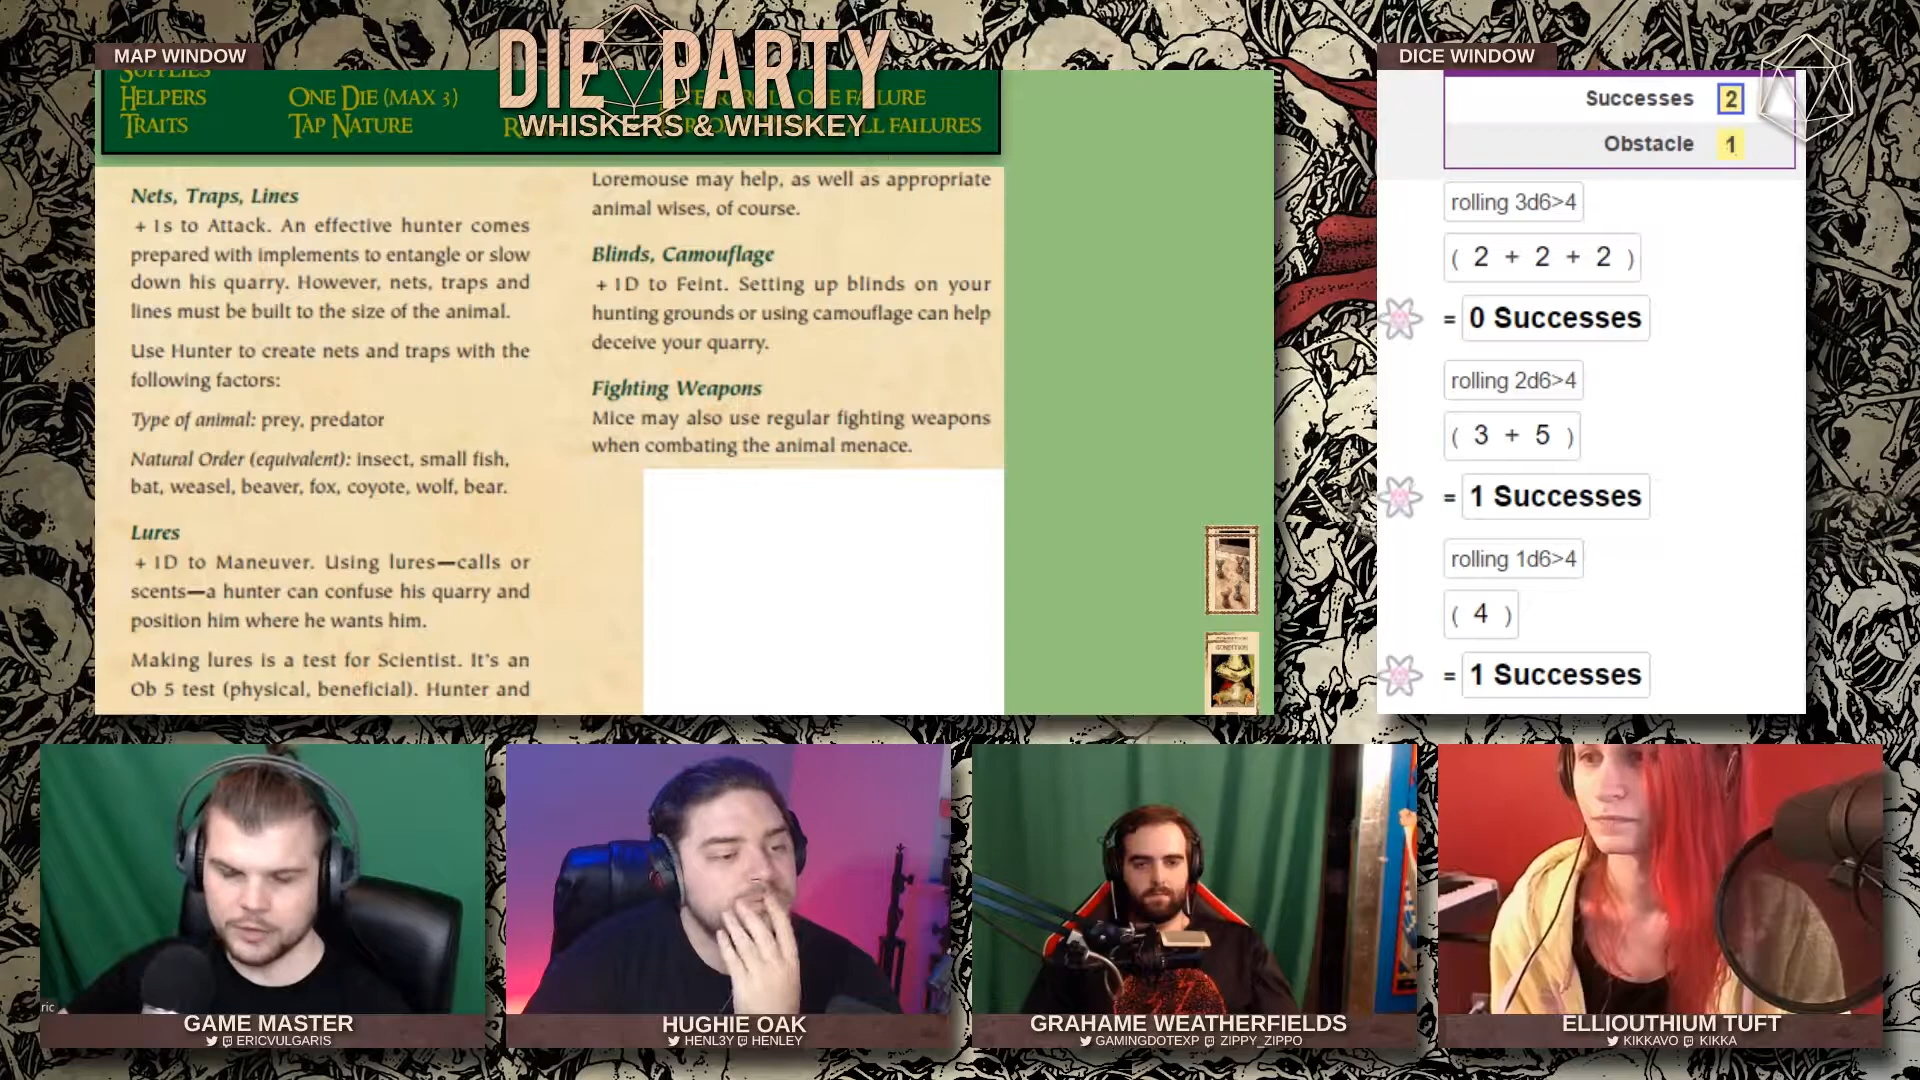 MAP WINDOW
DIE PARTY
WHISKERS & WHISKEY
SUPPLIES
HELPERS ONE DIE (MAX 3) FAILURE
TRAITS TAP NATURE ALL FAILURES
Nets, Traps, Lines
+1s to Attack. An effective hunter comes
prepared with implements to entangle or slow
down his quarry. However, nets, traps and
lines must be built to the size of the animal.
Use Hunter to create nets and traps with the
following factors:
Type of animal: prey, predator
Natural Order (equivalent): insect, small fish,
bat, weasel, beaver, fox, coyote, wolf, bear.
Lures
+1D to Maneuver. Using lures—calls or
scents—a hunter can confuse his quarry and
position him where he wants him.
Making lures is a test for Scientist. It's an
Ob 5 test (physical, beneficial). Hunter and
Loremouse may help, as well as appropriate
animal wises, of course.
Blinds, Camouflage
+1D to Feint. Setting up blinds on your
hunting grounds or using camouflage can help
deceive your quarry.
Fighting Weapons
Mice may also use regular fighting weapons
when combating the animal menace.
CONDITION
DICE WINDOW
Successes 2
Obstacle 1
rolling 3d6>4
( 2 + 2 + 2 )
= 0 Successes
rolling 2d6>4
( 3 + 5 )
= 1 Successes
rolling 1d6>4
( 4 )
= 1 Successes
ric
GAME MASTER
ERICVULGARIS
HUGHIE OAK
HENL3Y HENLEY
GRAHAME WEATHERFIELDS
GAMINGDOTEXP ZIPPY_ZIPPO
ELLIOUTHIUM TUFT
KIKKAVO KIKKA